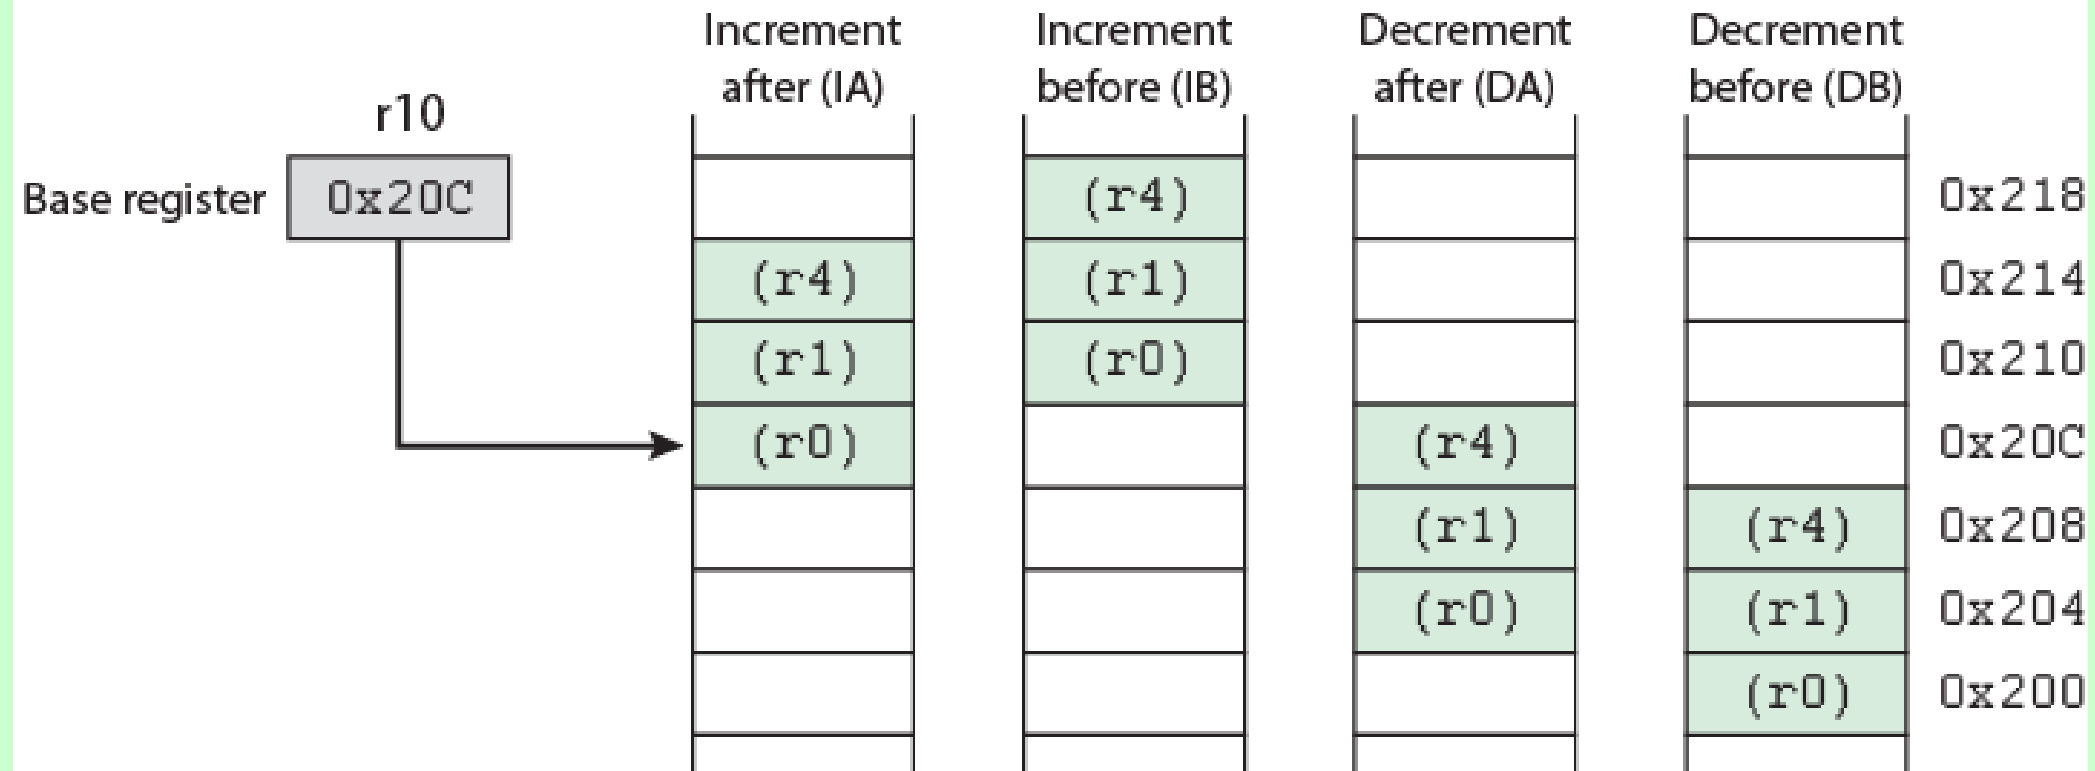 Increment after (IA)
Increment before (IB)
Decrement after (DA)
Decrement before (DB)
r10
Base register 0x20C
(r4) 0x218
(r4) (r1) 0x214
(r1) (r0) 0x210
(r0) (r4) 0x20C
(r1) (r4) 0x208
(r0) (r1) 0x204
(r0) 0x200